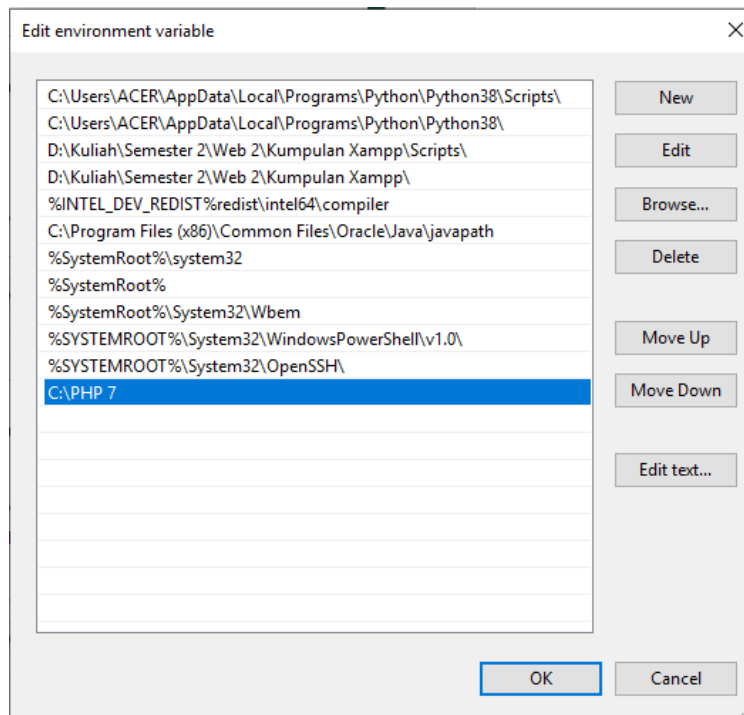 Edit environment variable
C:\Users\ACER\AppData\Local\Programs\Python\Python38\Scripts\
C:\Users\ACER\AppData\Local\Programs\Python\Python38\
D:\Kuliah\Semester 2\Web 2\Kumpulan Xampp\Scripts\
D:\Kuliah\Semester 2\Web 2\Kumpulan Xampp\
%INTEL_DEV_REDIST%redist\intel64\compiler
C:\Program Files (x86)\Common Files\Oracle\Java\javapath
%SystemRoot%\system32
%SystemRoot%
%SystemRoot%\System32\Wbem
%SYSTEMROOT%\System32\WindowsPowerShell\v1.0\
%SYSTEMROOT%\System32\OpenSSH\
C:\PHP 7
New
Edit
Browse...
Delete
Move Up
Move Down
Edit text...
OK
Cancel